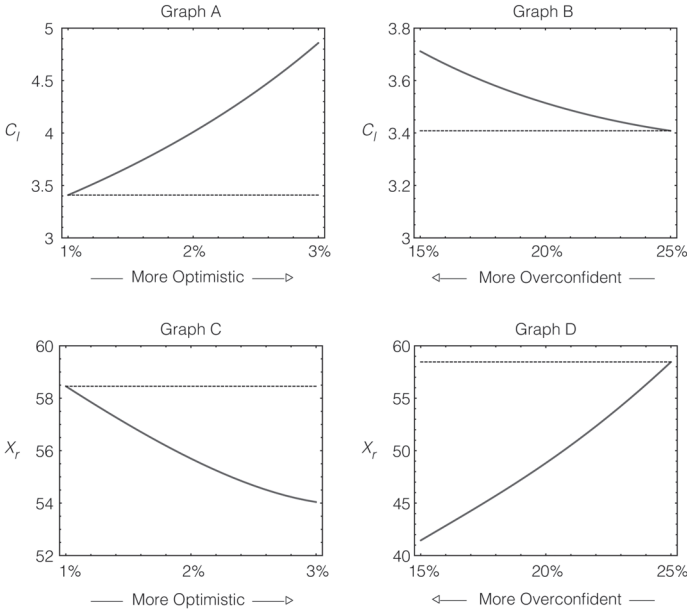 Graph A
5
4.5
4
3.5
3
C_l
1% 2% 3%
More Optimistic
Graph B
3.8
3.6
3.4
3.2
3
C_l
15% 20% 25%
More Overconfident
Graph C
60
58
56
54
52
X_r
1% 2% 3%
More Optimistic
Graph D
60
55
50
45
40
X_r
15% 20% 25%
More Overconfident